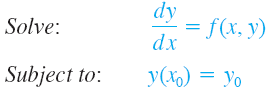 Solve: dy/dx = f(x, y)
Subject to: y(x₀) = y₀